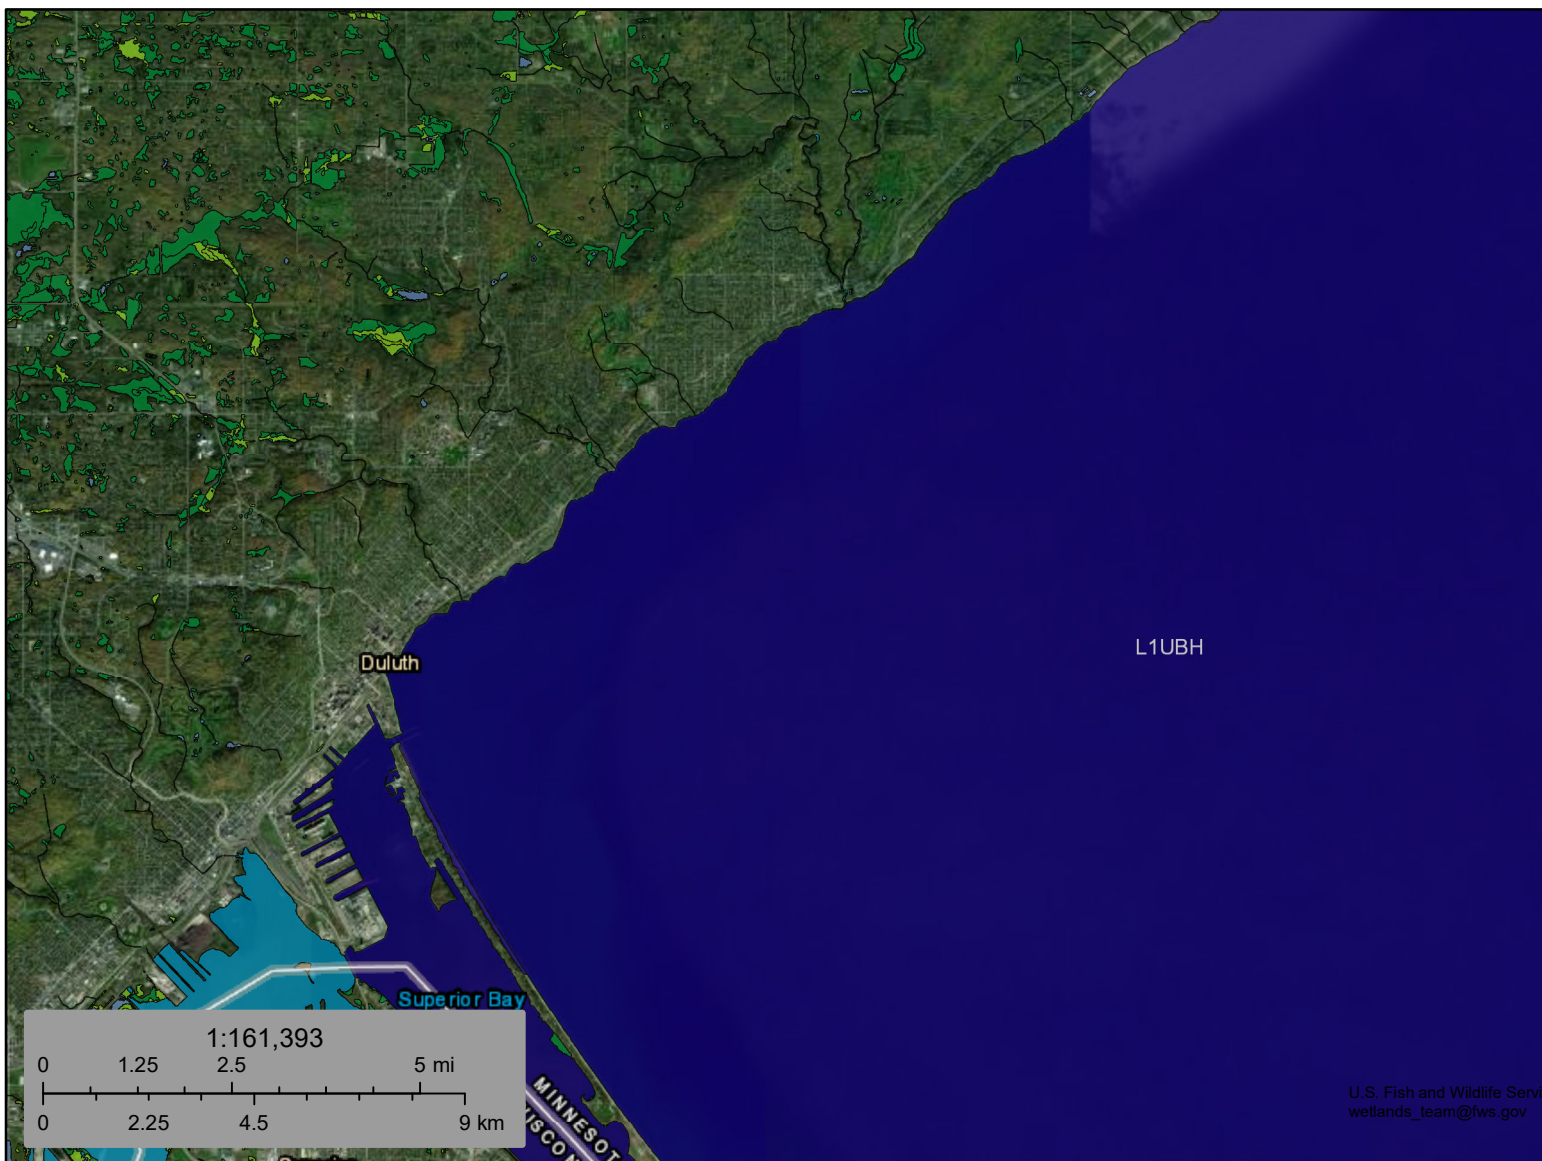 L1UBH
Duluth
Superior Bay
1:161,393
0 1.25 2.5 5 mi
0 2.25 4.5 9 km
MINNESOT
U.S. Fish and Wildlife Servi
wetlands_team@fws.gov